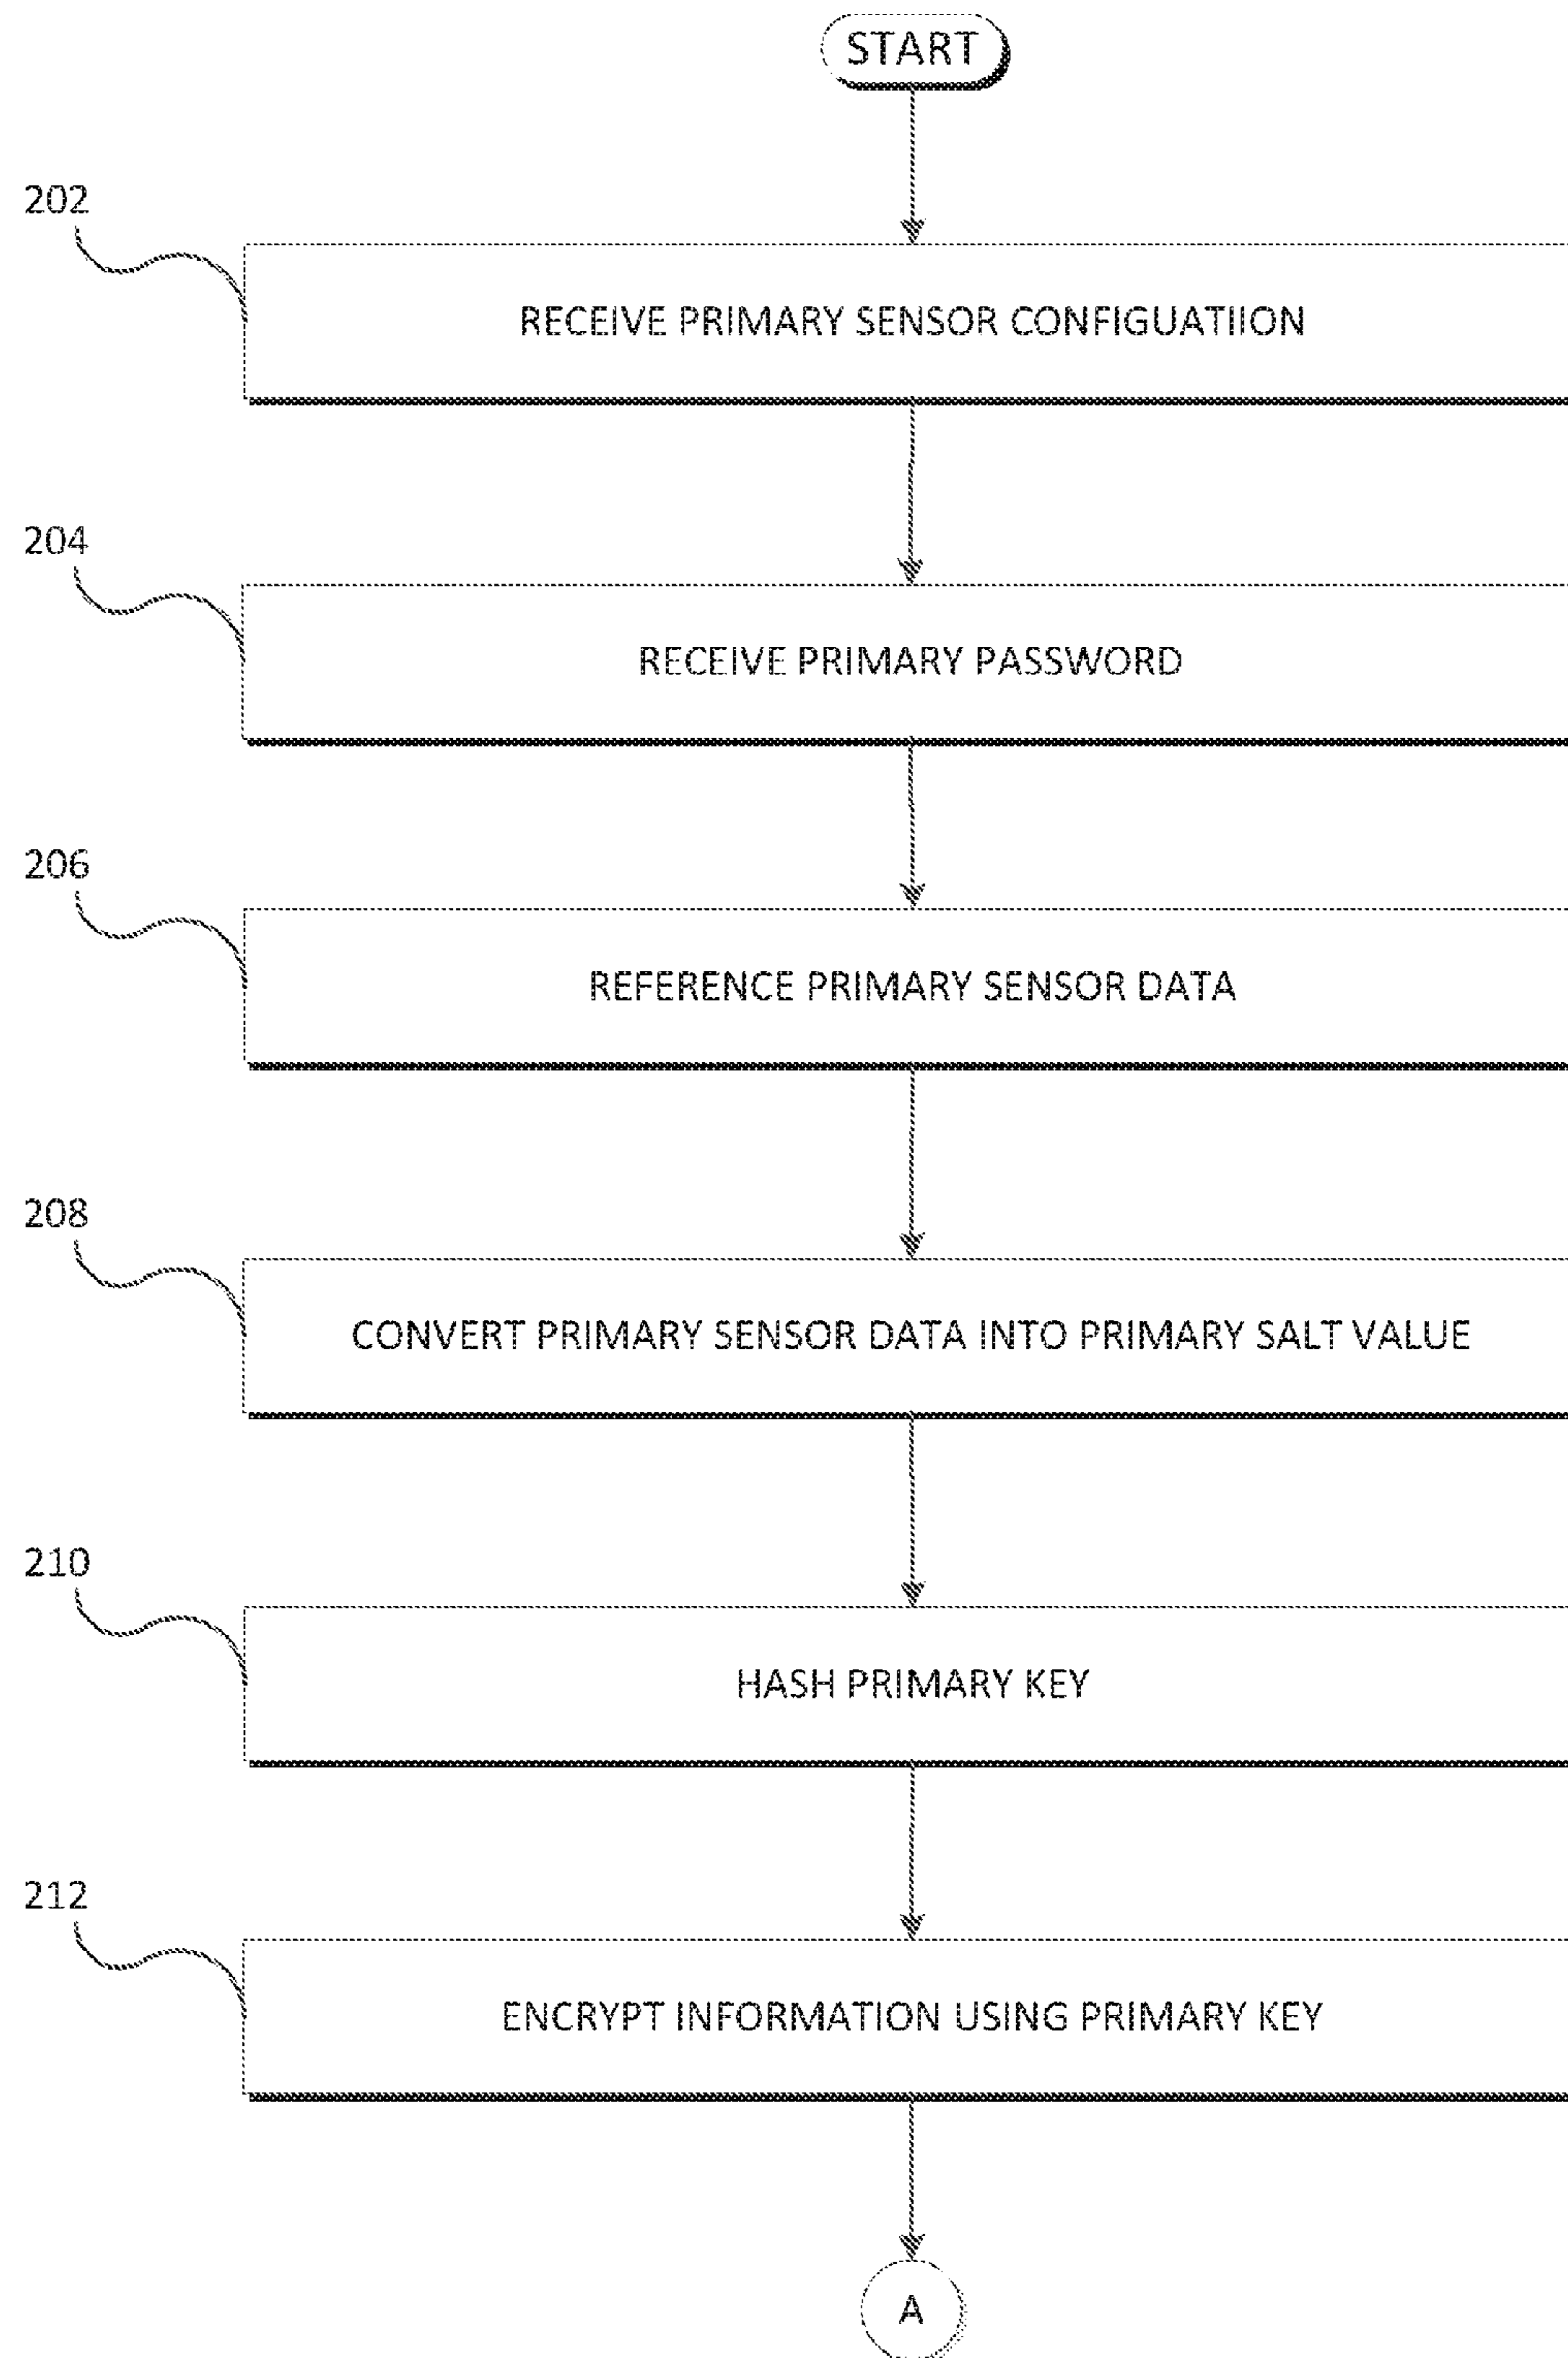 START
202
RECEIVE PRIMARY SENSOR CONFIGUATIION
204
RECEIVE PRIMARY PASSWORD
206
REFERENCE PRIMARY SENSOR DATA
208
CONVERT PRIMARY SENSOR DATA INTO PRIMARY SALT VALUE
210
HASH PRIMARY KEY
212
ENCRYPT INFORMATION USING PRIMARY KEY
A